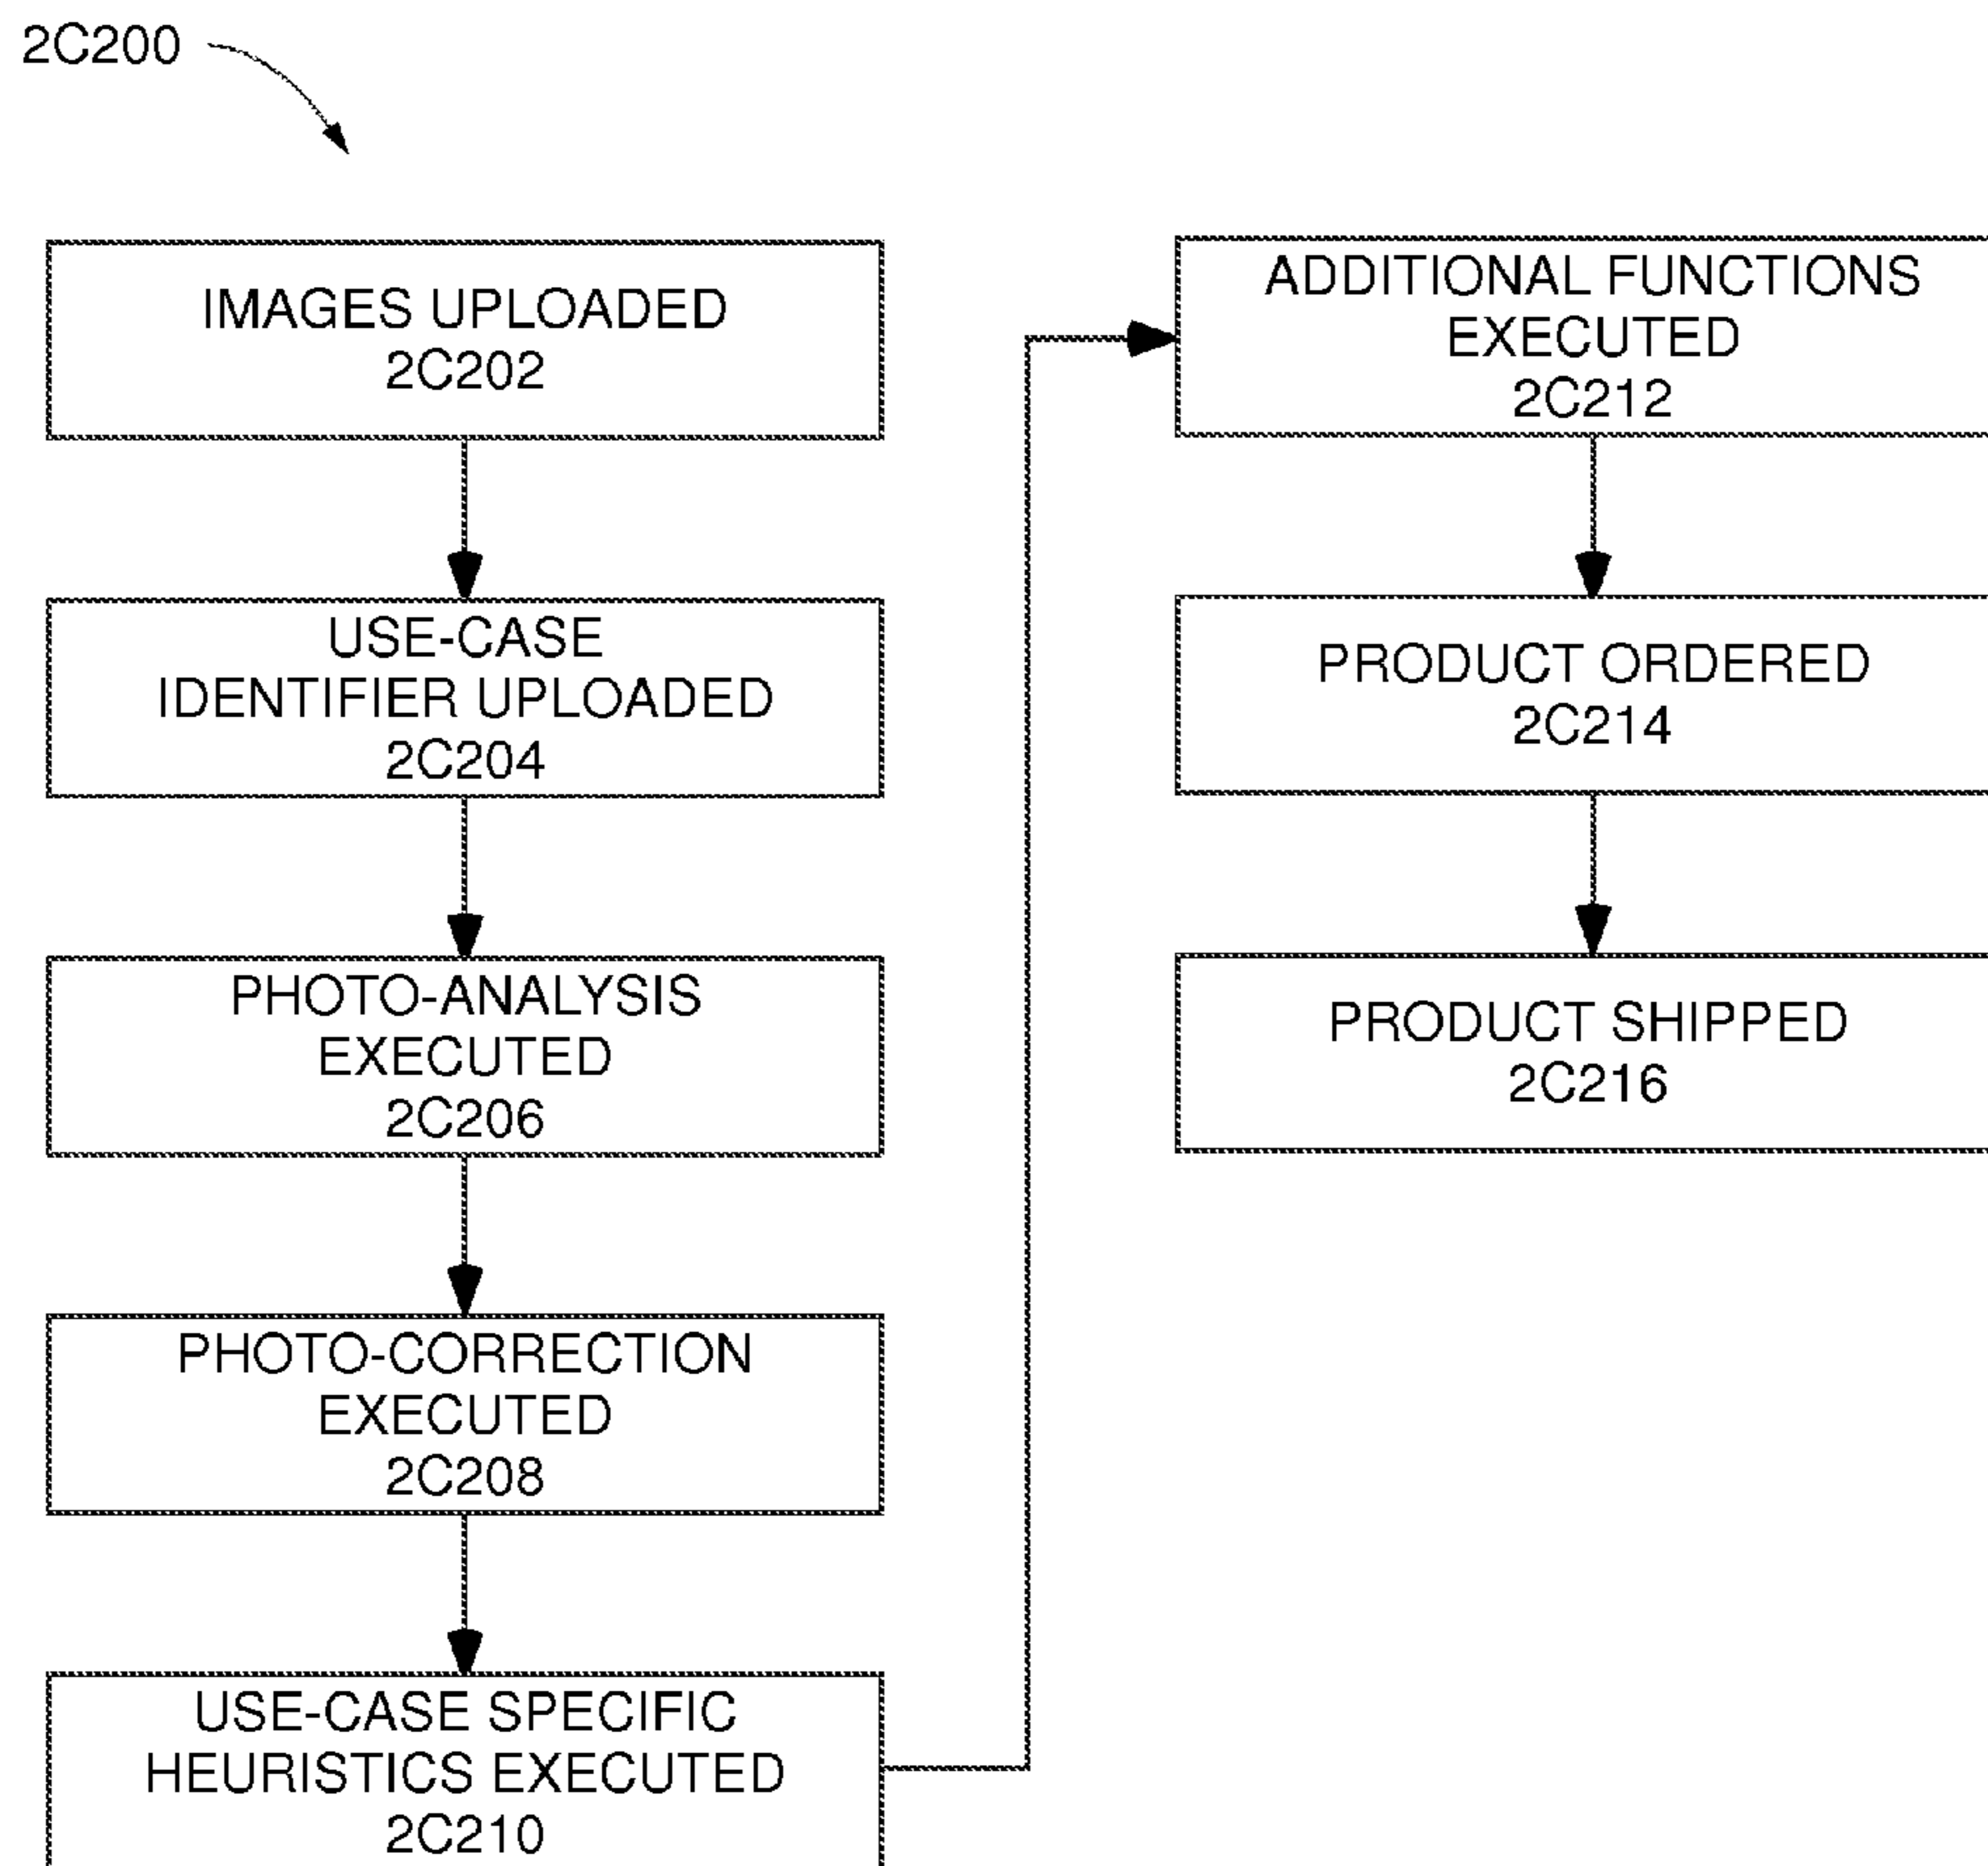 2C200
IMAGES UPLOADED
2C202
USE-CASE
IDENTIFIER UPLOADED
2C204
PHOTO-ANALYSIS
EXECUTED
2C206
PHOTO-CORRECTION
EXECUTED
2C208
USE-CASE SPECIFIC
HEURISTICS EXECUTED
2C210
ADDITIONAL FUNCTIONS
EXECUTED
2C212
PRODUCT ORDERED
2C214
PRODUCT SHIPPED
2C216